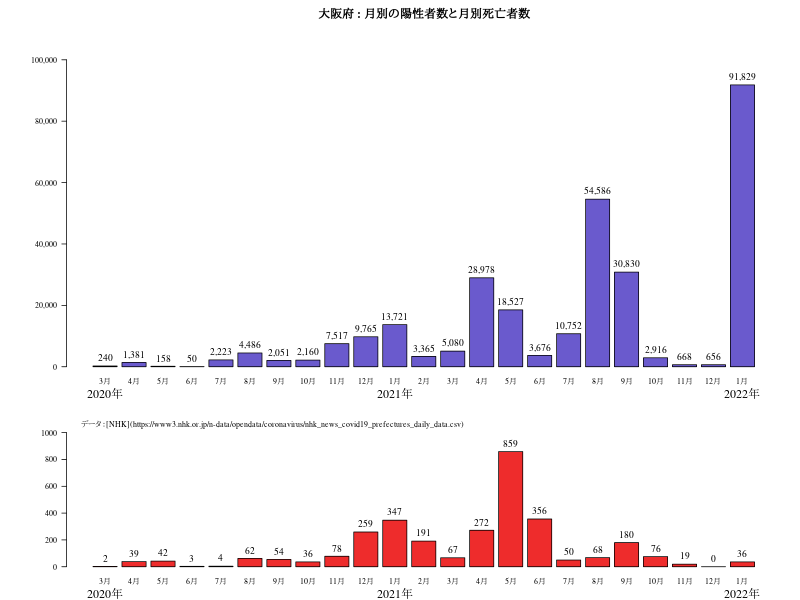 大阪府 : 月別の陽性者数と月別死亡者数
100,000
80,000
60,000
40,000
20,000
0
240 1,381 158 50 2,223 4,486 2,051 2,160 7,517 9,765 13,721 3,365 5,080 28,978 18,527 3,676 10,752 54,586 30,830 2,916 668 656 91,829
3月 4月 5月 6月 7月 8月 9月 10月 11月 12月 1月 2月 3月 4月 5月 6月 7月 8月 9月 10月 11月 12月 1月
2020年 2021年 2022年
データ : [NHK](https://www3.nhk.or.jp/n-data/opendata/coronavirus/nhk_news_covid19_prefectures_daily_data.csv)
1000
800
600
400
200
0
2 39 42 3 4 62 54 36 78 259 347 191 67 272 859 356 50 68 180 76 19 0 36
3月 4月 5月 6月 7月 8月 9月 10月 11月 12月 1月 2月 3月 4月 5月 6月 7月 8月 9月 10月 11月 12月 1月
2020年 2021年 2022年